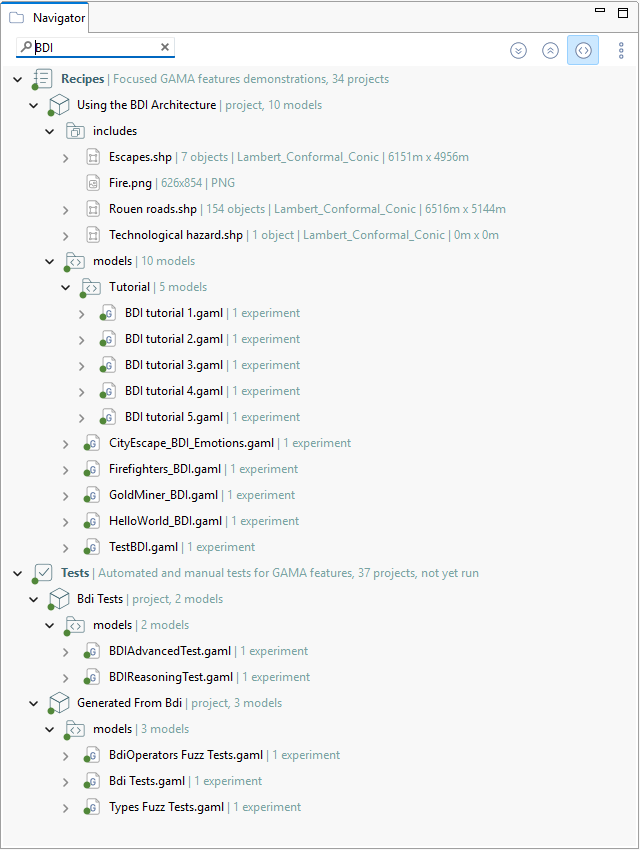 Navigator
BDI
Recipes | Focused GAMA features demonstrations, 34 projects
Using the BDI Architecture | project, 10 models
includes
Escapes.shp | 7 objects | Lambert_Conformal_Conic | 6151m x 4956m
Fire.png | 626x854 | PNG
Rouen roads.shp | 154 objects | Lambert_Conformal_Conic | 6516m x 5144m
Technological hazard.shp | 1 object | Lambert_Conformal_Conic | 0m x 0m
models | 10 models
Tutorial | 5 models
BDI tutorial 1.gaml | 1 experiment
BDI tutorial 2.gaml | 1 experiment
BDI tutorial 3.gaml | 1 experiment
BDI tutorial 4.gaml | 1 experiment
BDI tutorial 5.gaml | 1 experiment
CityEscape_BDI_Emotions.gaml | 1 experiment
Firefighters_BDI.gaml | 1 experiment
GoldMiner_BDI.gaml | 1 experiment
HelloWorld_BDI.gaml | 1 experiment
TestBDI.gaml | 1 experiment
Tests | Automated and manual tests for GAMA features, 37 projects, not yet run
Bdi Tests | project, 2 models
models | 2 models
BDIAdvancedTest.gaml | 1 experiment
BDIReasoningTest.gaml | 1 experiment
Generated From Bdi | project, 3 models
models | 3 models
BdiOperators Fuzz Tests.gaml | 1 experiment
Bdi Tests.gaml | 1 experiment
Types Fuzz Tests.gaml | 1 experiment